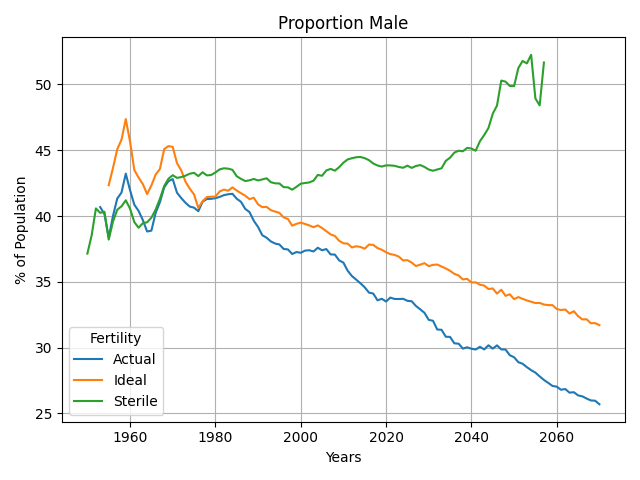 Proportion Male
% of Population
50
45
40
35
30
25
Fertility
Actual
Ideal
Sterile
1960 1980 2000 2020 2040 2060
Years